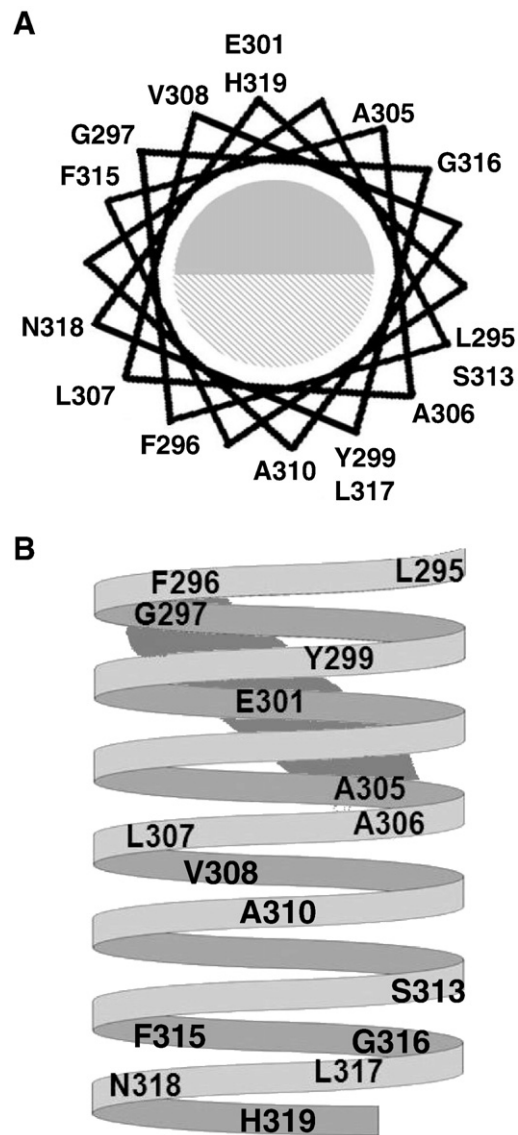 A
E301
V308 H319 A305
G297 G316
F315
N318 L295
S313
L307 A306
F296 A310 Y299
L317
B
F296 L295
G297
Y299
E301
A305
L307 A306
V308
A310
S313
F315 G316
N318 L317
H319